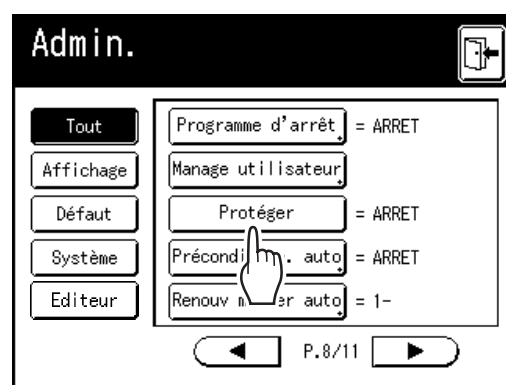 Admin.
Tout
Programme d'arrêt = ARRET
Affichage
Manage utilisateur
Défaut
Protéger = ARRET
Système
auto = ARRET
Editeur
Renouv auto = 1-
P.8/11